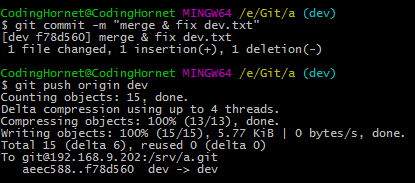 CodingHornet@CodingHornet MINGW64 /e/Git/a (dev)
$ git commit -m "merge & fix dev.txt"
[dev f78d560] merge & fix dev.txt
 1 file changed, 1 insertion(+), 1 deletion(-)
CodingHornet@CodingHornet MINGW64 /e/Git/a (dev)
$ git push origin dev
Counting objects: 15, done.
Delta compression using up to 4 threads.
Compressing objects: 100% (13/13), done.
Writing objects: 100% (15/15), 5.77 KiB | 0 bytes/s, done.
Total 15 (delta 6), reused 0 (delta 0)
To git@192.168.9.202:/srv/a.git
   aeec588..f78d560  dev -> dev